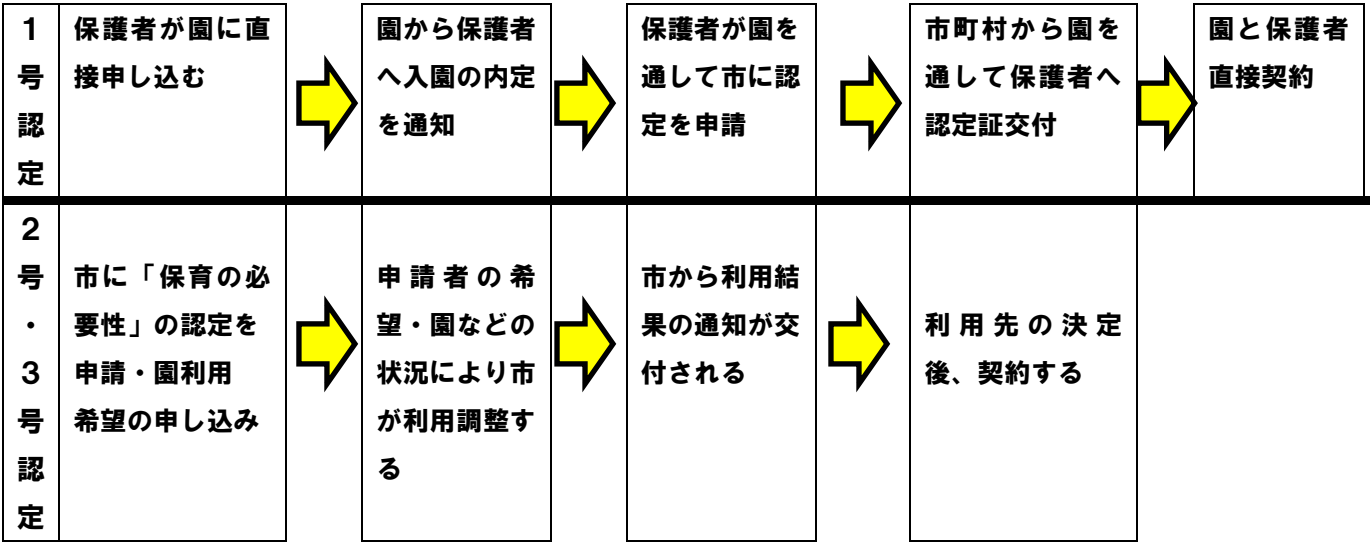 1号認定
保護者が園に直
接申し込む
園から保護者
へ入園の内定
を通知
保護者が園を
通して市に認
定を申請
市町村から園を
通して保護者へ
認定証交付
園と保護者
直接契約
2号・3号認定
市に「保育の必
要性」の認定を
申請・園利用
希望の申し込み
申請者の希
望・園などの
状況により市
が利用調整す
る
市から利用結
果の通知が交
付される
利用先の決定
後、契約する